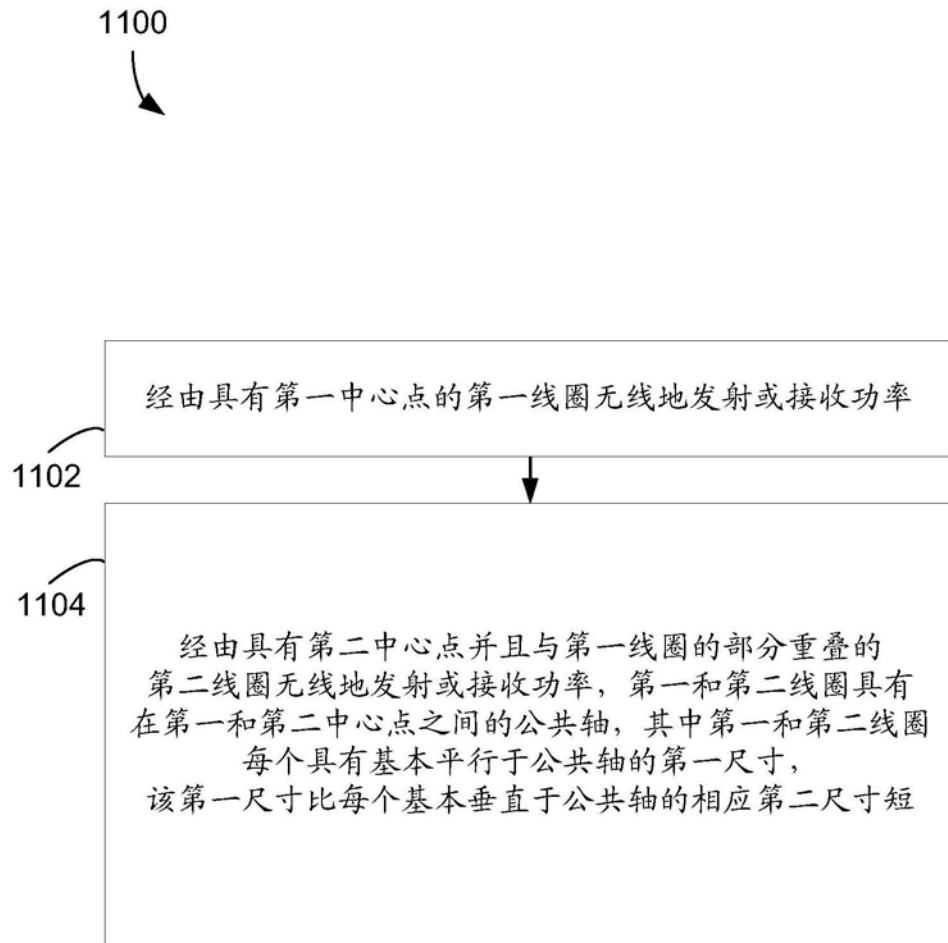 1100
经由具有第一中心点的第一线圈无线地发射或接收功率
1102
1104
经由具有第二中心点并且与第一线圈的部分重叠的
第二线圈无线地发射或接收功率，第一和第二线圈具有
在第一和第二中心点之间的公共轴，其中第一和第二线圈
每个具有基本平行于公共轴的第一尺寸，
该第一尺寸比每个基本垂直于公共轴的相应第二尺寸短